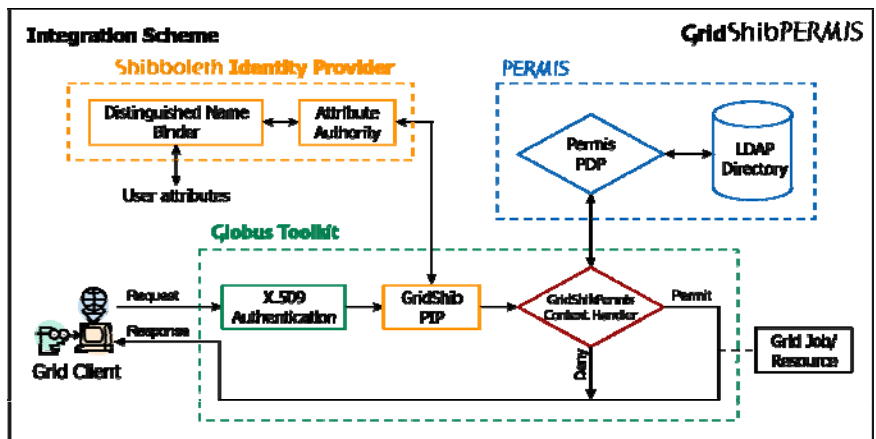 Integration Scheme
GridShibPERMIS
Shibboleth Identity Provider
PERMIS
Distinguished Name
Binder
Attribute
Authority
Permis
PDP
LDAP
Directory
User attributes
Globus Toolkit
Request
X.509
Authentication
GridShib
PIP
GridShibPermis
Context Handler
Permit
Response
Grid Client
Deny
Grid Job/
Resource